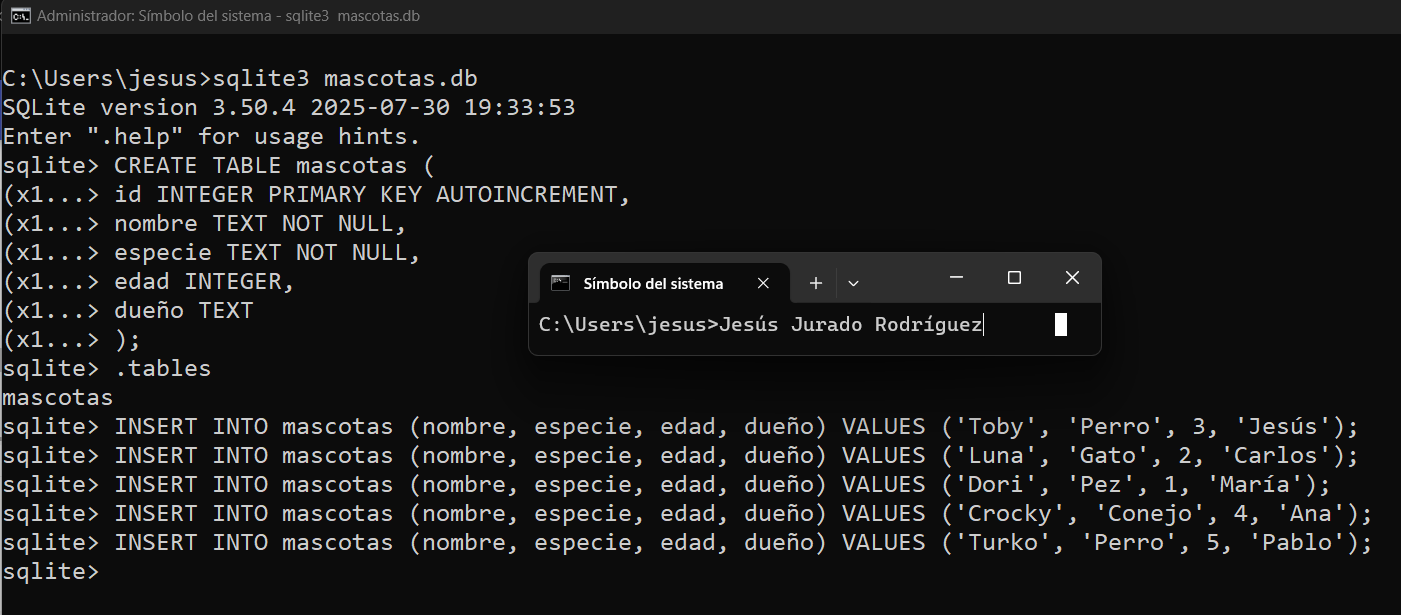 Administrador: Símbolo del sistema - sqlite3  mascotas.db
C:\Users\jesus>sqlite3 mascotas.db
SQLite version 3.50.4 2025-07-30 19:33:53
Enter ".help" for usage hints.
sqlite> CREATE TABLE mascotas (
(x1...> id INTEGER PRIMARY KEY AUTOINCREMENT,
(x1...> nombre TEXT NOT NULL,
(x1...> especie TEXT NOT NULL,
(x1...> edad INTEGER,
(x1...> dueño TEXT
(x1...> );
sqlite> .tables
mascotas
sqlite> INSERT INTO mascotas (nombre, especie, edad, dueño) VALUES ('Toby', 'Perro', 3, 'Jesús');
sqlite> INSERT INTO mascotas (nombre, especie, edad, dueño) VALUES ('Luna', 'Gato', 2, 'Carlos');
sqlite> INSERT INTO mascotas (nombre, especie, edad, dueño) VALUES ('Dori', 'Pez', 1, 'María');
sqlite> INSERT INTO mascotas (nombre, especie, edad, dueño) VALUES ('Crocky', 'Conejo', 4, 'Ana');
sqlite> INSERT INTO mascotas (nombre, especie, edad, dueño) VALUES ('Turko', 'Perro', 5, 'Pablo');
sqlite>
Símbolo del sistema
C:\Users\jesus>Jesús Jurado Rodríguez